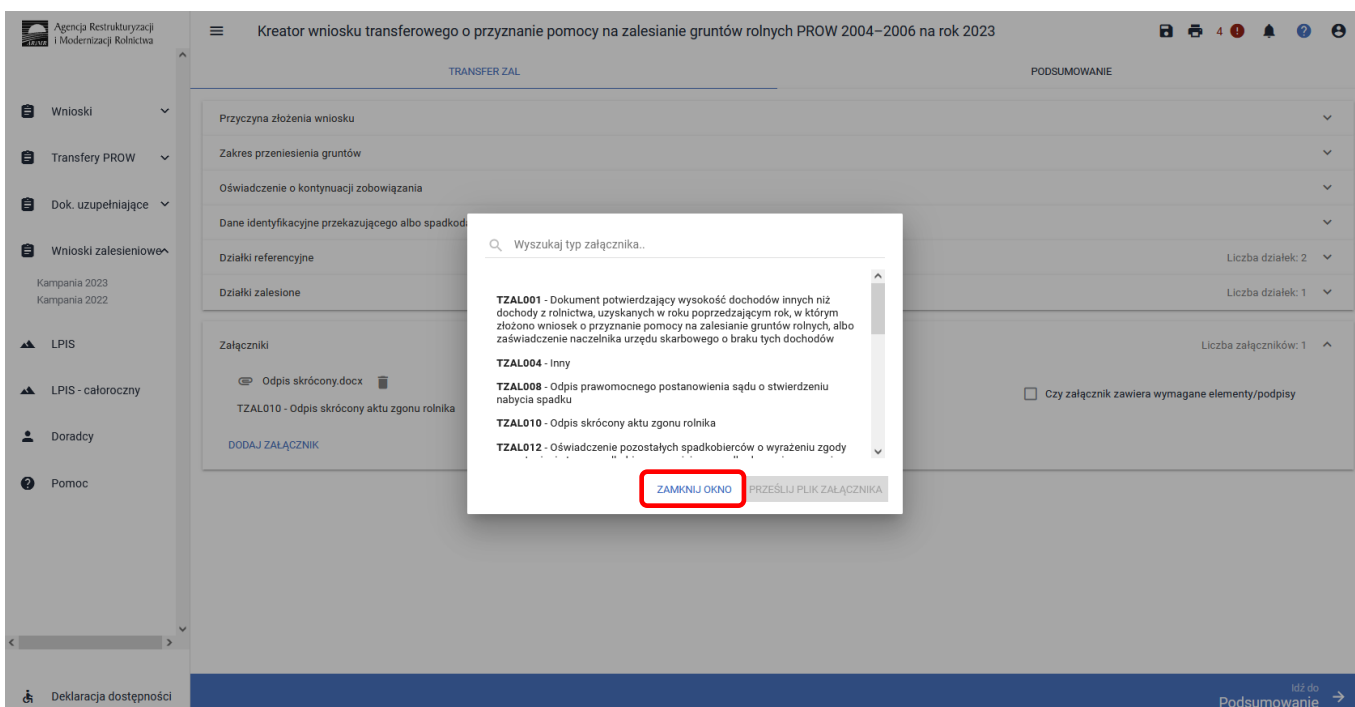 Agencja Restrukturyzacji
i Modernizacji Rolnictwa
Kreator wniosku transferowego o przyznanie pomocy na zalesianie gruntów rolnych PROW 2004–2006 na rok 2023
4
TRANSFER ZAL
PODSUMOWANIE
Wnioski
Transfery PROW
Dok. uzupełniające
Wnioski zalesieniowe
Kampania 2023
Kampania 2022
LPIS
LPIS - całoroczny
Doradcy
Pomoc
Deklaracja dostępności
Przyczyna złożenia wniosku
Zakres przeniesienia gruntów
Oświadczenie o kontynuacji zobowiązania
Dane identyfikacyjne przekazującego albo spadkod
Działki referencyjne
Liczba działek: 2
Działki zalesione
Liczba działek: 1
Załączniki
Liczba załączników: 1
Odpis skrócony.docx
TZAL010 - Odpis skrócony aktu zgonu rolnika
Czy załącznik zawiera wymagane elementy/podpisy
DODAJ ZAŁĄCZNIK
Wyszukaj typ załącznika..
TZAL001 - Dokument potwierdzający wysokość dochodów innych niż
dochody z rolnictwa, uzyskanych w roku poprzedzającym rok, w którym
złożono wniosek o przyznanie pomocy na zalesianie gruntów rolnych, albo
zaświadczenie naczelnika urzędu skarbowego o braku tych dochodów
TZAL004 - Inny
TZAL008 - Odpis prawomocnego postanowienia sądu o stwierdzeniu
nabycia spadku
TZAL010 - Odpis skrócony aktu zgonu rolnika
TZAL012 - Oświadczenie pozostałych spadkobierców o wyrażeniu zgody
ZAMKNIJ OKNO
PRZEŚLIJ PLIK ZAŁĄCZNIKA
Idź do
Podsumowanie